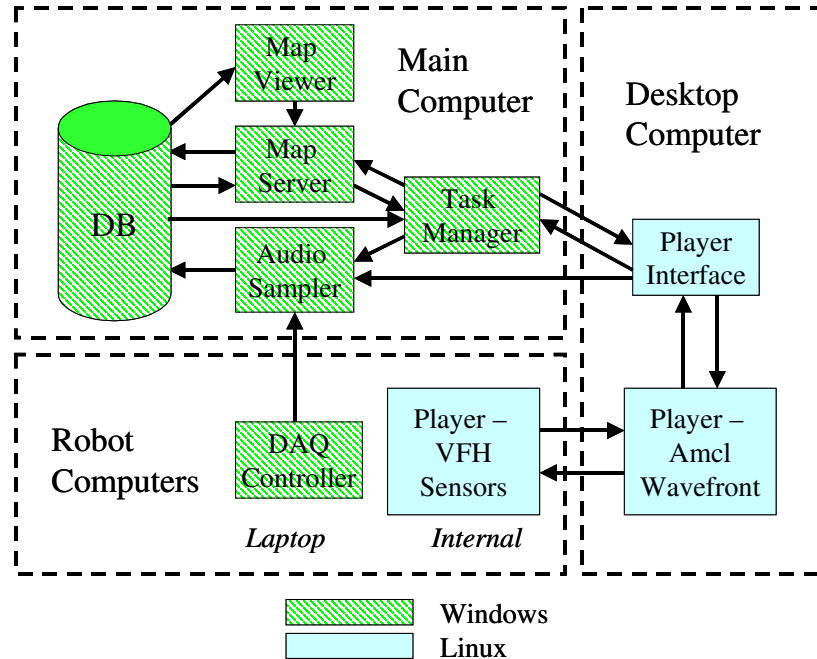 Map
Viewer
Main
Computer
Desktop
Computer
Map
Server
DB
Task
Manager
Audio
Sampler
Player
Interface
Robot
Computers
DAQ
Controller
Player –
VFH
Sensors
Player –
Amcl
Wavefront
Laptop
Internal
Windows
Linux